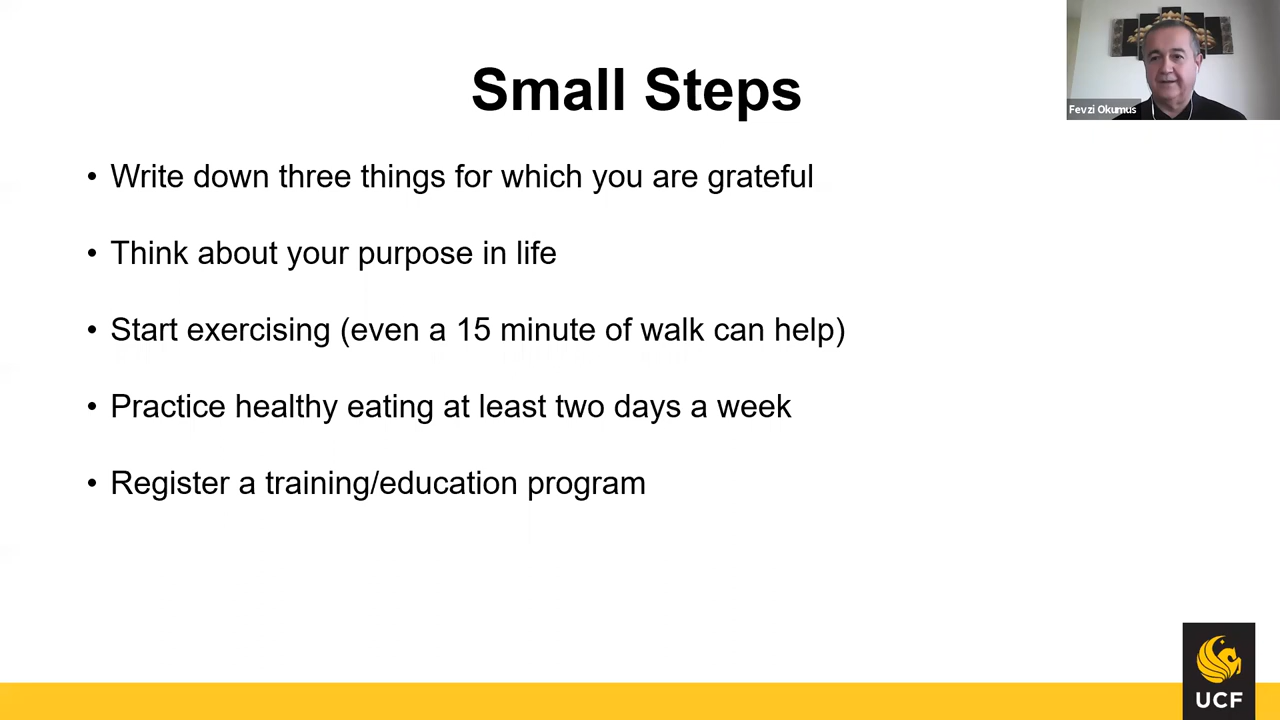 Small Steps
Fevzi Okumus
• Write down three things for which you are grateful
• Think about your purpose in life
• Start exercising (even a 15 minute of walk can help)
• Practice healthy eating at least two days a week
• Register a training/education program
UCF